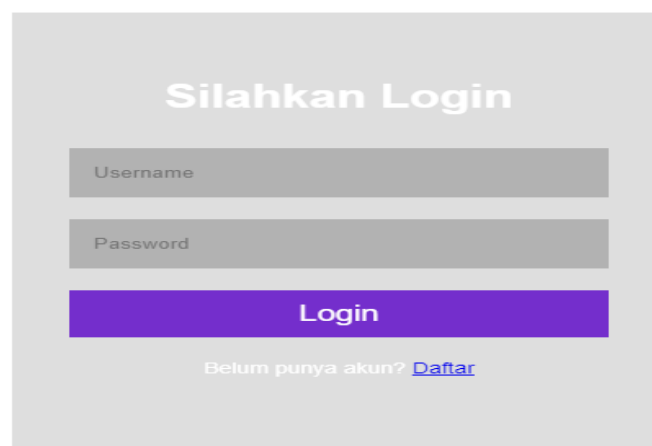 Silahkan Login
Username
Password
Login
Belum punya akun? Daftar